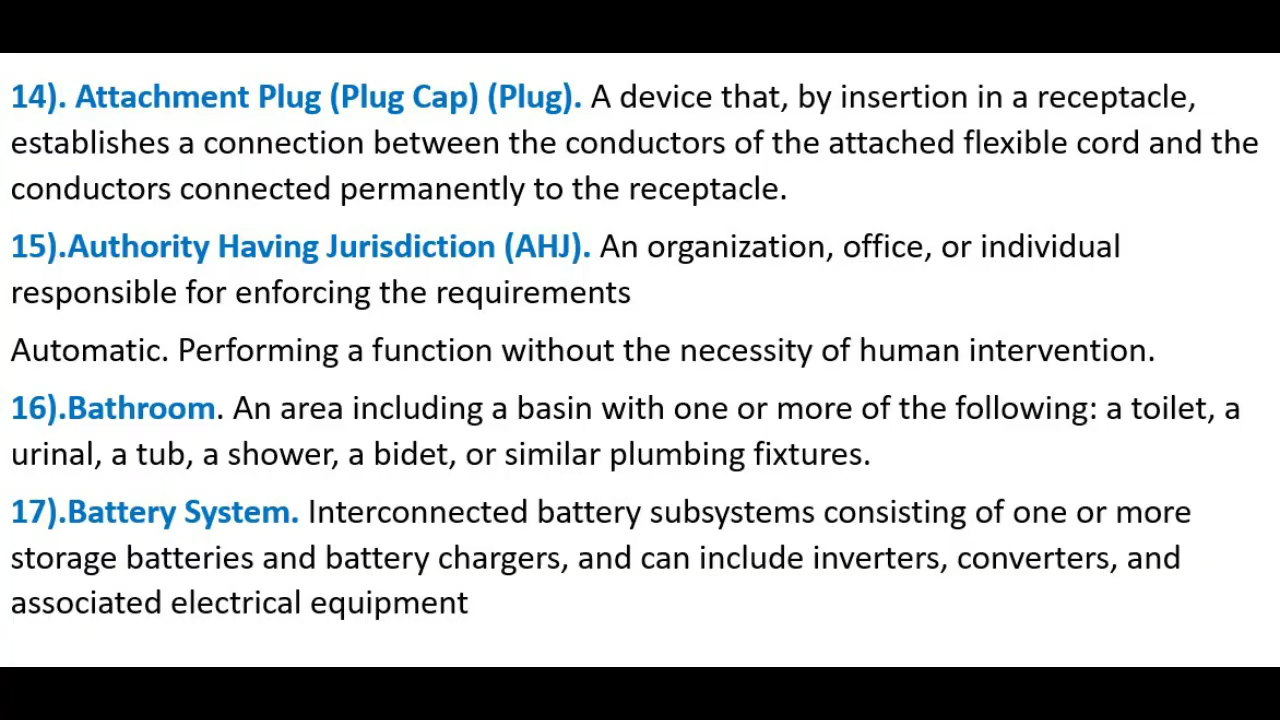 14). Attachment Plug (Plug Cap) (Plug). A device that, by insertion in a receptacle,
establishes a connection between the conductors of the attached flexible cord and the
conductors connected permanently to the receptacle.
15).Authority Having Jurisdiction (AHJ). An organization, office, or individual
responsible for enforcing the requirements
Automatic. Performing a function without the necessity of human intervention.
16).Bathroom. An area including a basin with one or more of the following: a toilet, a
urinal, a tub, a shower, a bidet, or similar plumbing fixtures.
17).Battery System. Interconnected battery subsystems consisting of one or more
storage batteries and battery chargers, and can include inverters, converters, and
associated electrical equipment